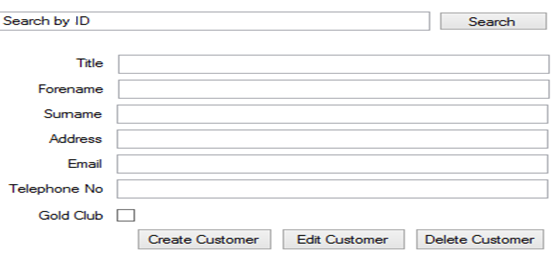 Search by ID Search
Title
Forename
Surname
Address
Email
Telephone No
Gold Club
Create Customer Edit Customer Delete Customer